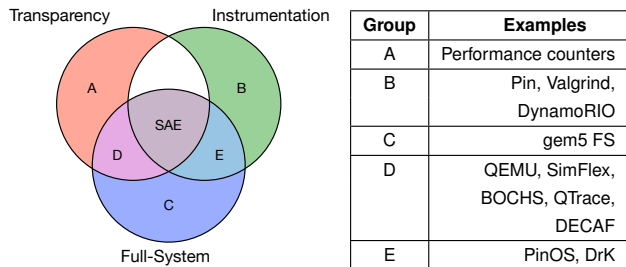 Transparency
Instrumentation
A
B
SAE
D
E
C
Full-System
Group Examples
A Performance counters
B Pin, Valgrind,
DynamoRIO
C gem5 FS
D QEMU, SimFlex,
BOCHS, QTrace,
DECAF
E PinOS, DrK